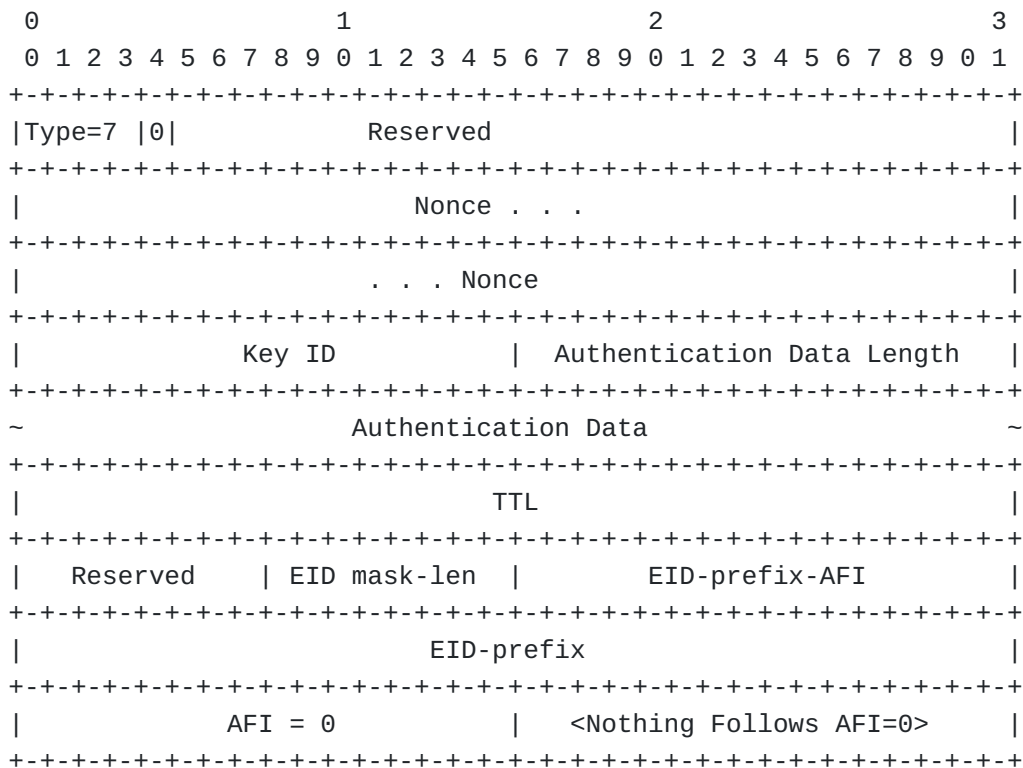 0                   1                   2                   3
 0 1 2 3 4 5 6 7 8 9 0 1 2 3 4 5 6 7 8 9 0 1 2 3 4 5 6 7 8 9 0 1
+-+-+-+-+-+-+-+-+-+-+-+-+-+-+-+-+-+-+-+-+-+-+-+-+-+-+-+-+-+-+-+-+
|Type=7 |0|            Reserved                                 |
+-+-+-+-+-+-+-+-+-+-+-+-+-+-+-+-+-+-+-+-+-+-+-+-+-+-+-+-+-+-+-+-+
|                         Nonce . . .                           |
+-+-+-+-+-+-+-+-+-+-+-+-+-+-+-+-+-+-+-+-+-+-+-+-+-+-+-+-+-+-+-+-+
|                      . . . Nonce                              |
+-+-+-+-+-+-+-+-+-+-+-+-+-+-+-+-+-+-+-+-+-+-+-+-+-+-+-+-+-+-+-+-+
|              Key ID           |  Authentication Data Length   |
+-+-+-+-+-+-+-+-+-+-+-+-+-+-+-+-+-+-+-+-+-+-+-+-+-+-+-+-+-+-+-+-+
~                     Authentication Data                       ~
+-+-+-+-+-+-+-+-+-+-+-+-+-+-+-+-+-+-+-+-+-+-+-+-+-+-+-+-+-+-+-+-+
|                              TTL                              |
+-+-+-+-+-+-+-+-+-+-+-+-+-+-+-+-+-+-+-+-+-+-+-+-+-+-+-+-+-+-+-+-+
|   Reserved    | EID mask-len  |        EID-prefix-AFI         |
+-+-+-+-+-+-+-+-+-+-+-+-+-+-+-+-+-+-+-+-+-+-+-+-+-+-+-+-+-+-+-+-+
|                          EID-prefix                           |
+-+-+-+-+-+-+-+-+-+-+-+-+-+-+-+-+-+-+-+-+-+-+-+-+-+-+-+-+-+-+-+-+
|             AFI = 0           |   <Nothing Follows AFI=0>     |
+-+-+-+-+-+-+-+-+-+-+-+-+-+-+-+-+-+-+-+-+-+-+-+-+-+-+-+-+-+-+-+-+